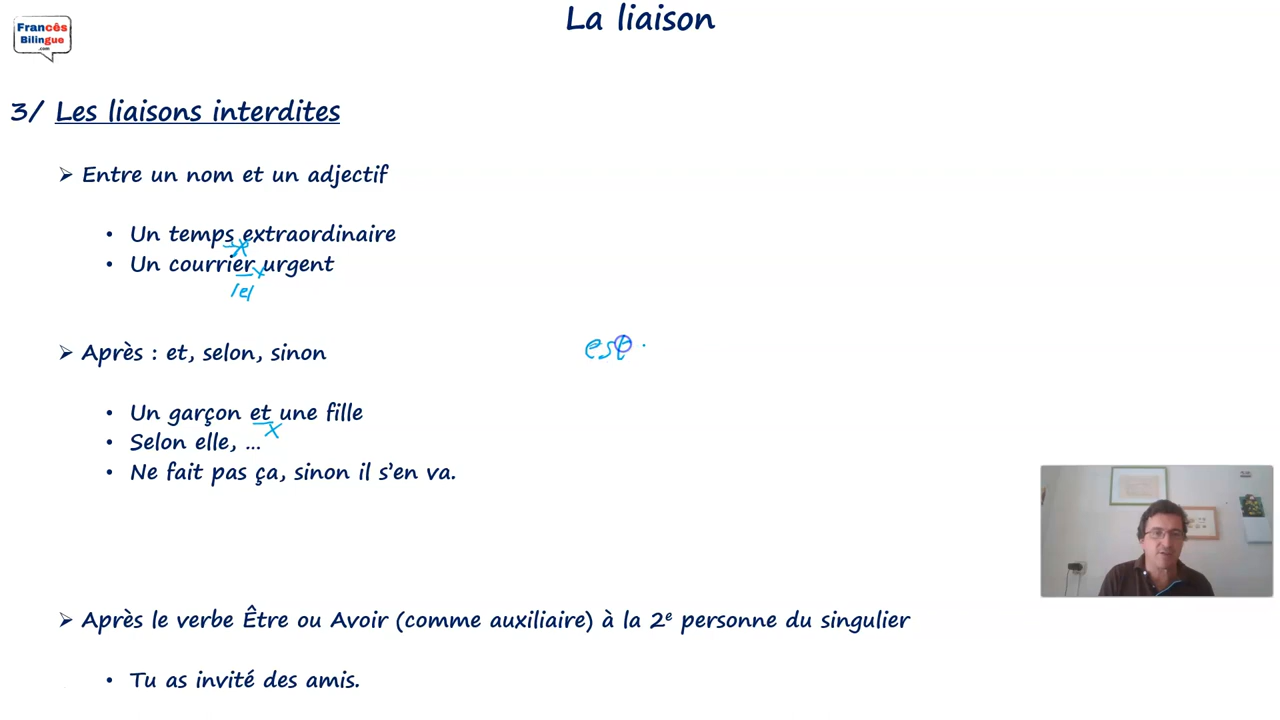 Francês
Bilingue
.com
La liaison
3/ Les liaisons interdites
➢ Entre un nom et un adjectif
• Un temps extraordinaire
• Un courrier urgent
/e/
➢ Après : et, selon, sinon
est
• Un garçon et une fille
• Selon elle, ...
• Ne fait pas ça, sinon il s'en va.
➢ Après le verbe Être ou Avoir (comme auxiliaire) à la 2e personne du singulier
• Tu as invité des amis.